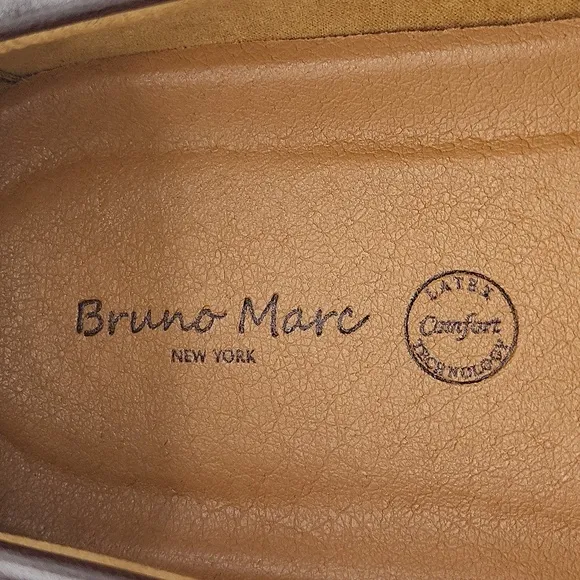 Bruno Marc
NEW YORK
LATEX
Comfort
TECHNOLOGY